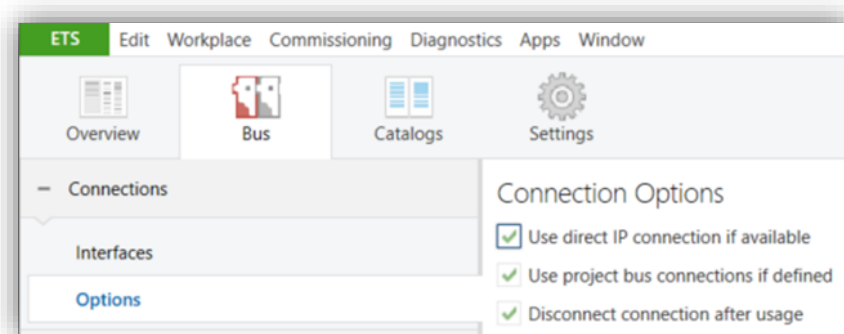 ETS Edit Workplace Commissioning Diagnostics Apps Window
Overview Bus Catalogs Settings
− Connections
Interfaces
Options
Connection Options
Use direct IP connection if available
Use project bus connections if defined
Disconnect connection after usage